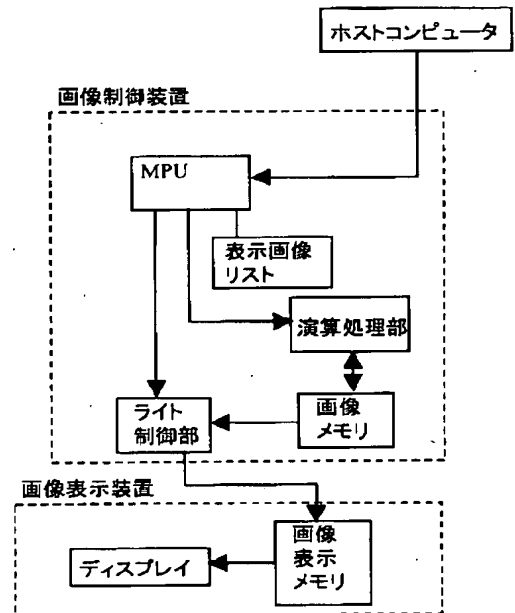 ホストコンピュータ
画像制御装置
MPU
表示画像
リスト
演算処理部
ライト
制御部
画像
メモリ
画像表示装置
画像
表示
メモリ
ディスプレイ